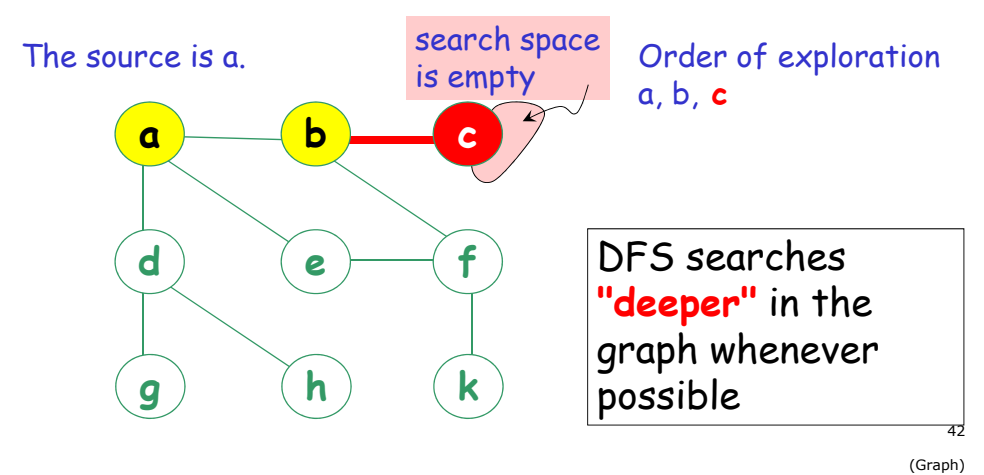 The source is a.
search space
is empty
Order of exploration
a, b, c
a
b
c
d
e
f
g
h
k
DFS searches
"deeper" in the
graph whenever
possible
42
(Graph)